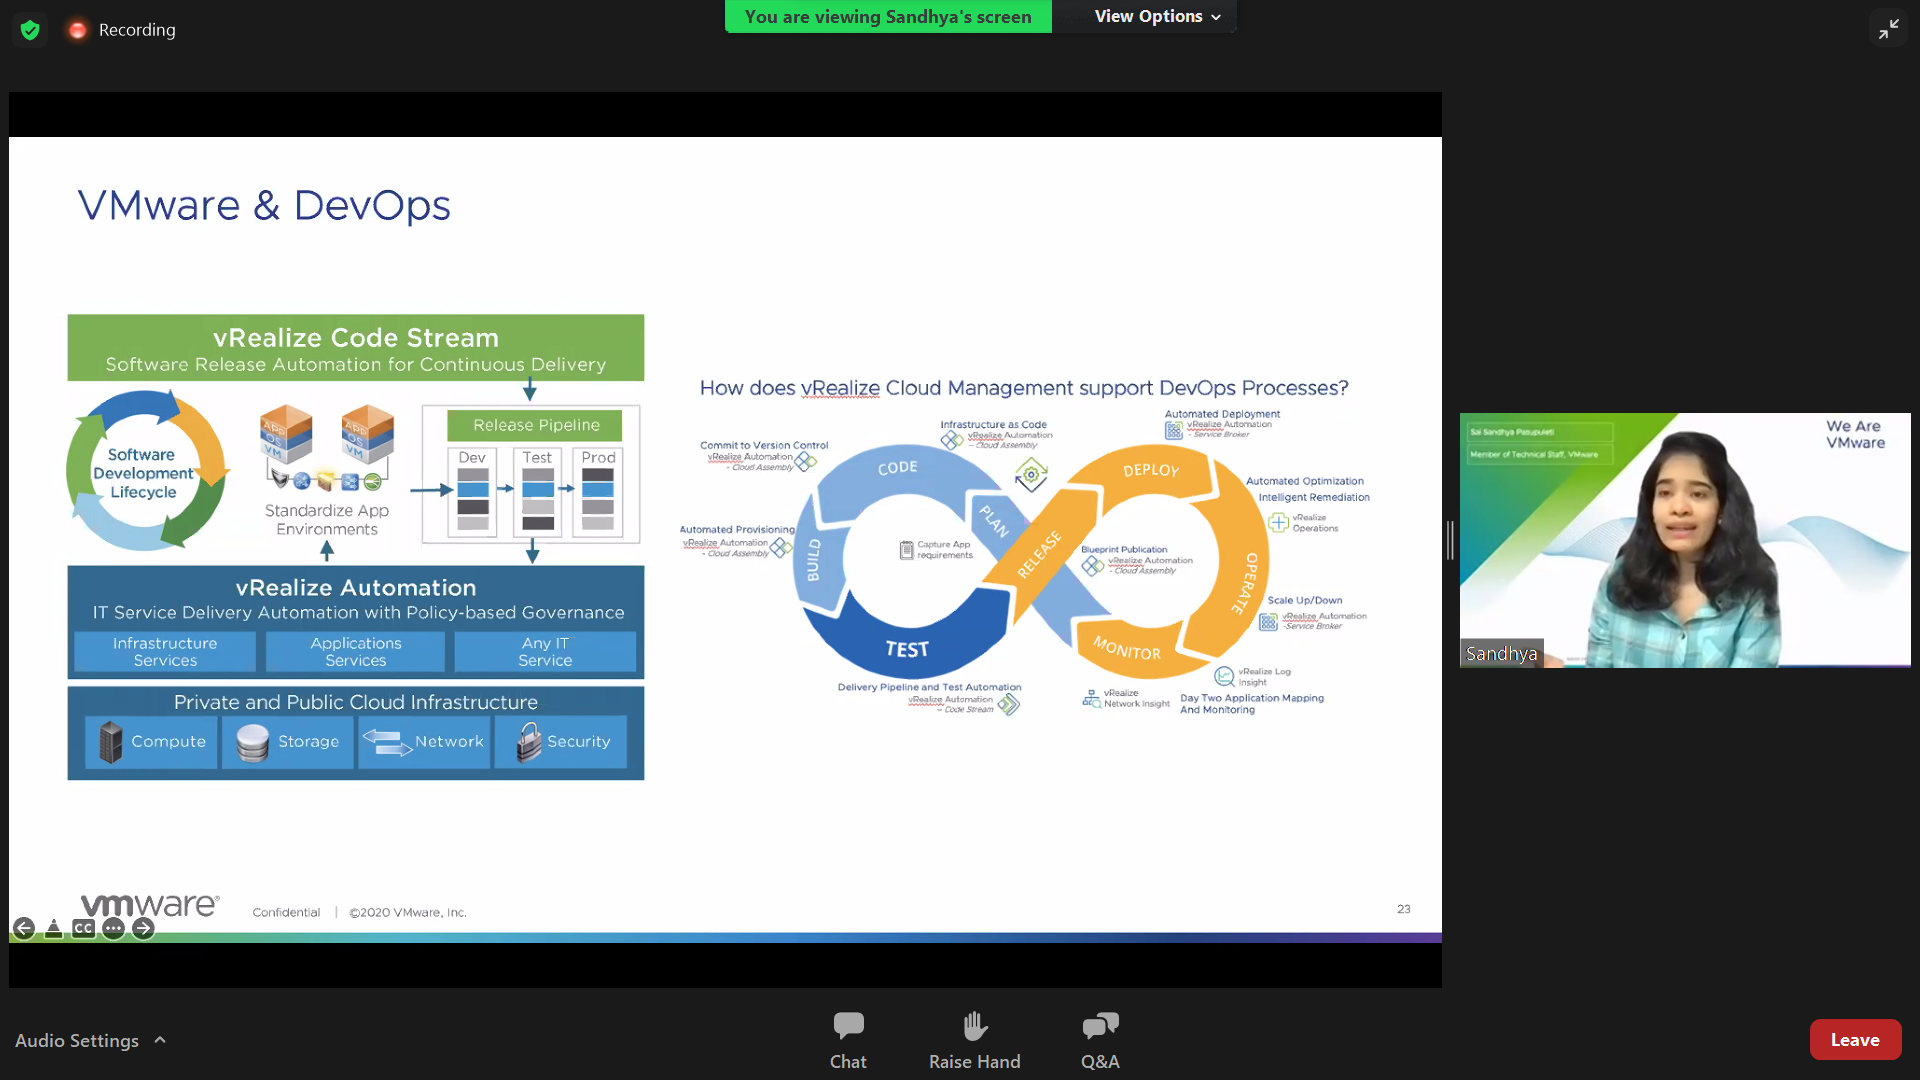 Recording
You are viewing Sandhya's screen
View Options
VMware & DevOps
vRealize Code Stream
Software Release Automation for Continuous Delivery
Software
Development
Lifecycle
APP
OS
VM
APP
OS
VM
Standardize App
Environments
Release Pipeline
Dev
Test
Prod
vRealize Automation
IT Service Delivery Automation with Policy-based Governance
Infrastructure
Services
Applications
Services
Any IT
Service
Private and Public Cloud Infrastructure
Compute
Storage
Network
Security
How does vRealize Cloud Management support DevOps Processes?
Commit to Version Control
vRealize Automation
- Cloud Assembly
Infrastructure as Code
vRealize Automation
- Cloud Assembly
Automated Deployment
vRealize Automation
- Service Broker
Automated Optimization
Intelligent Remediation
vRealize
Operations
Automated Provisioning
vRealize Automation
- Cloud Assembly
Capture App
requirements
Blueprint Publication
vRealize Automation
- Cloud Assembly
Scale Up/Down
vRealize Automation
-Service Broker
CODE
PLAN
BUILD
TEST
RELEASE
DEPLOY
OPERATE
MONITOR
Delivery Pipeline and Test Automation
vRealize Automation
- Code Stream
vRealize
Network Insight
vRealize Log
Insight
Day Two Application Mapping
And Monitoring
vmware®
Confidential | ©2020 VMware, Inc.
23
CC
Sai Sandhya Pasupuleti
Member of Technical Staff, VMware
We Are
VMware
Sandhya
Audio Settings
Chat
Raise Hand
Q&A
Leave